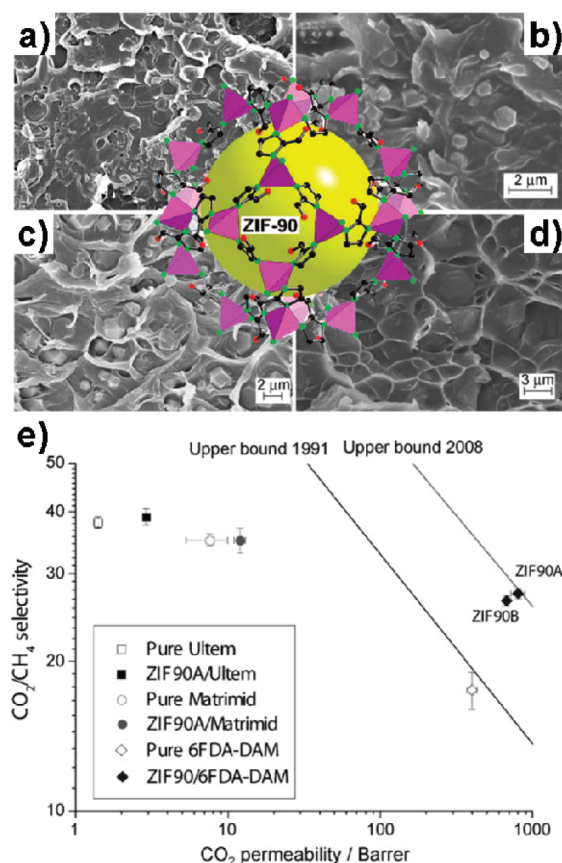 a)
b)
ZIF-90
2 μm
c)
d)
2 μm
3 μm
e)
Upper bound 1991
Upper bound 2008
50
40
30
20
10
CO₂/CH₄ selectivity
ZIF90A
ZIF90B
Pure Ultem
ZIF90A/Ultem
Pure Matrimid
ZIF90A/Matrimid
Pure 6FDA-DAM
ZIF90/6FDA-DAM
1 10 100 1000
CO₂ permeability / Barrer